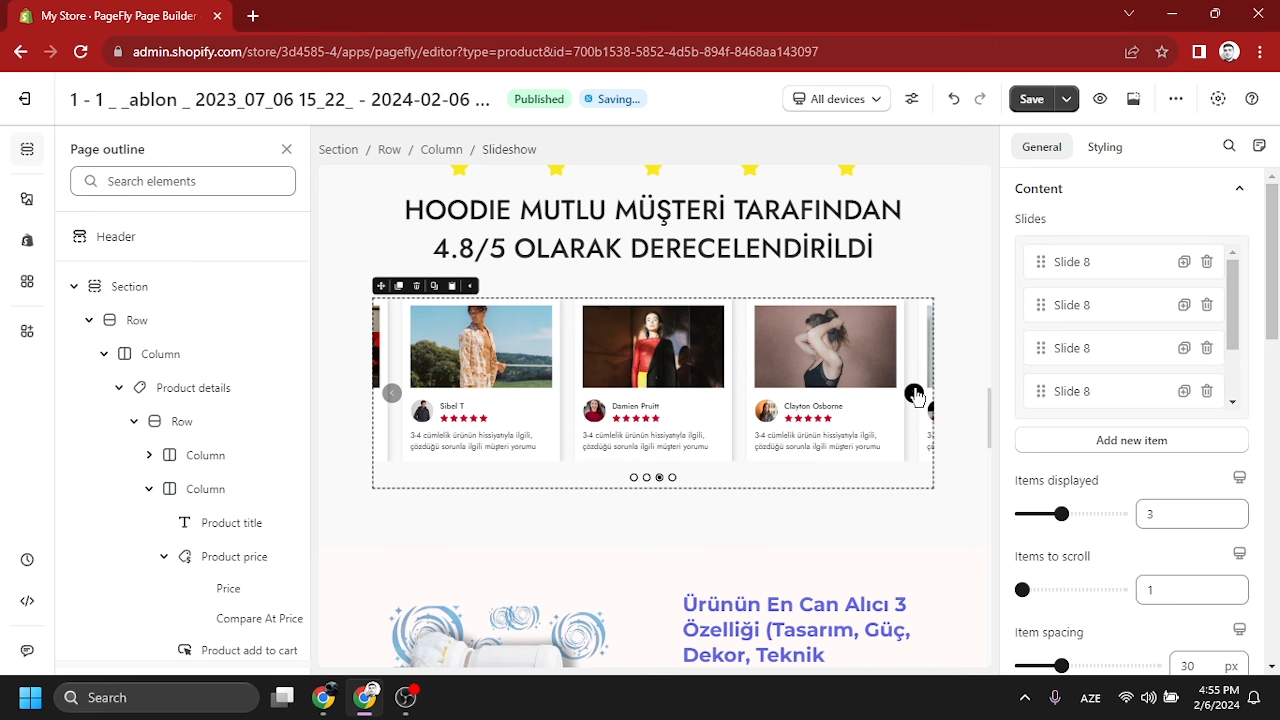 My Store · PageFly Page Builder
admin.shopify.com/store/3d4585-4/apps/pagefly/editor?type=product&id=700b1538-5852-4d5b-894f-8468aa143097
1 - 1 _ _ablon _ 2023_07_06 15_22_ - 2024-02-06 ...
Published
Saving...
All devices
Save
Page outline
Section / Row / Column / Slideshow
General
Styling
Search elements
Content
Slides
Header
Section
Row
Column
Product details
Row
Column
Column
Product title
Product price
Price
Compare At Price
Product add to cart
HOODIE MUTLU MÜŞTERİ TARAFINDAN
4.8/5 OLARAK DERECELENDİRİLDİ
Sibel T
3-4 cümlelik ürünün hissiyatıyla ilgili,
çözdüğü sorunla ilgili müşteri yorumu
Damien Pruitt
3-4 cümlelik ürünün hissiyatıyla ilgili,
çözdüğü sorunla ilgili müşteri yorumu
Clayton Osborne
3-4 cümlelik ürünün hissiyatıyla ilgili,
çözdüğü sorunla ilgili müşteri yorumu
Ürünün En Can Alıcı 3
Özelliği (Tasarım, Güç,
Dekor, Teknik
Slide 8
Slide 8
Slide 8
Slide 8
Add new item
Items displayed
3
Items to scroll
1
Item spacing
30 px
Search
AZE
4:55 PM
2/6/2024